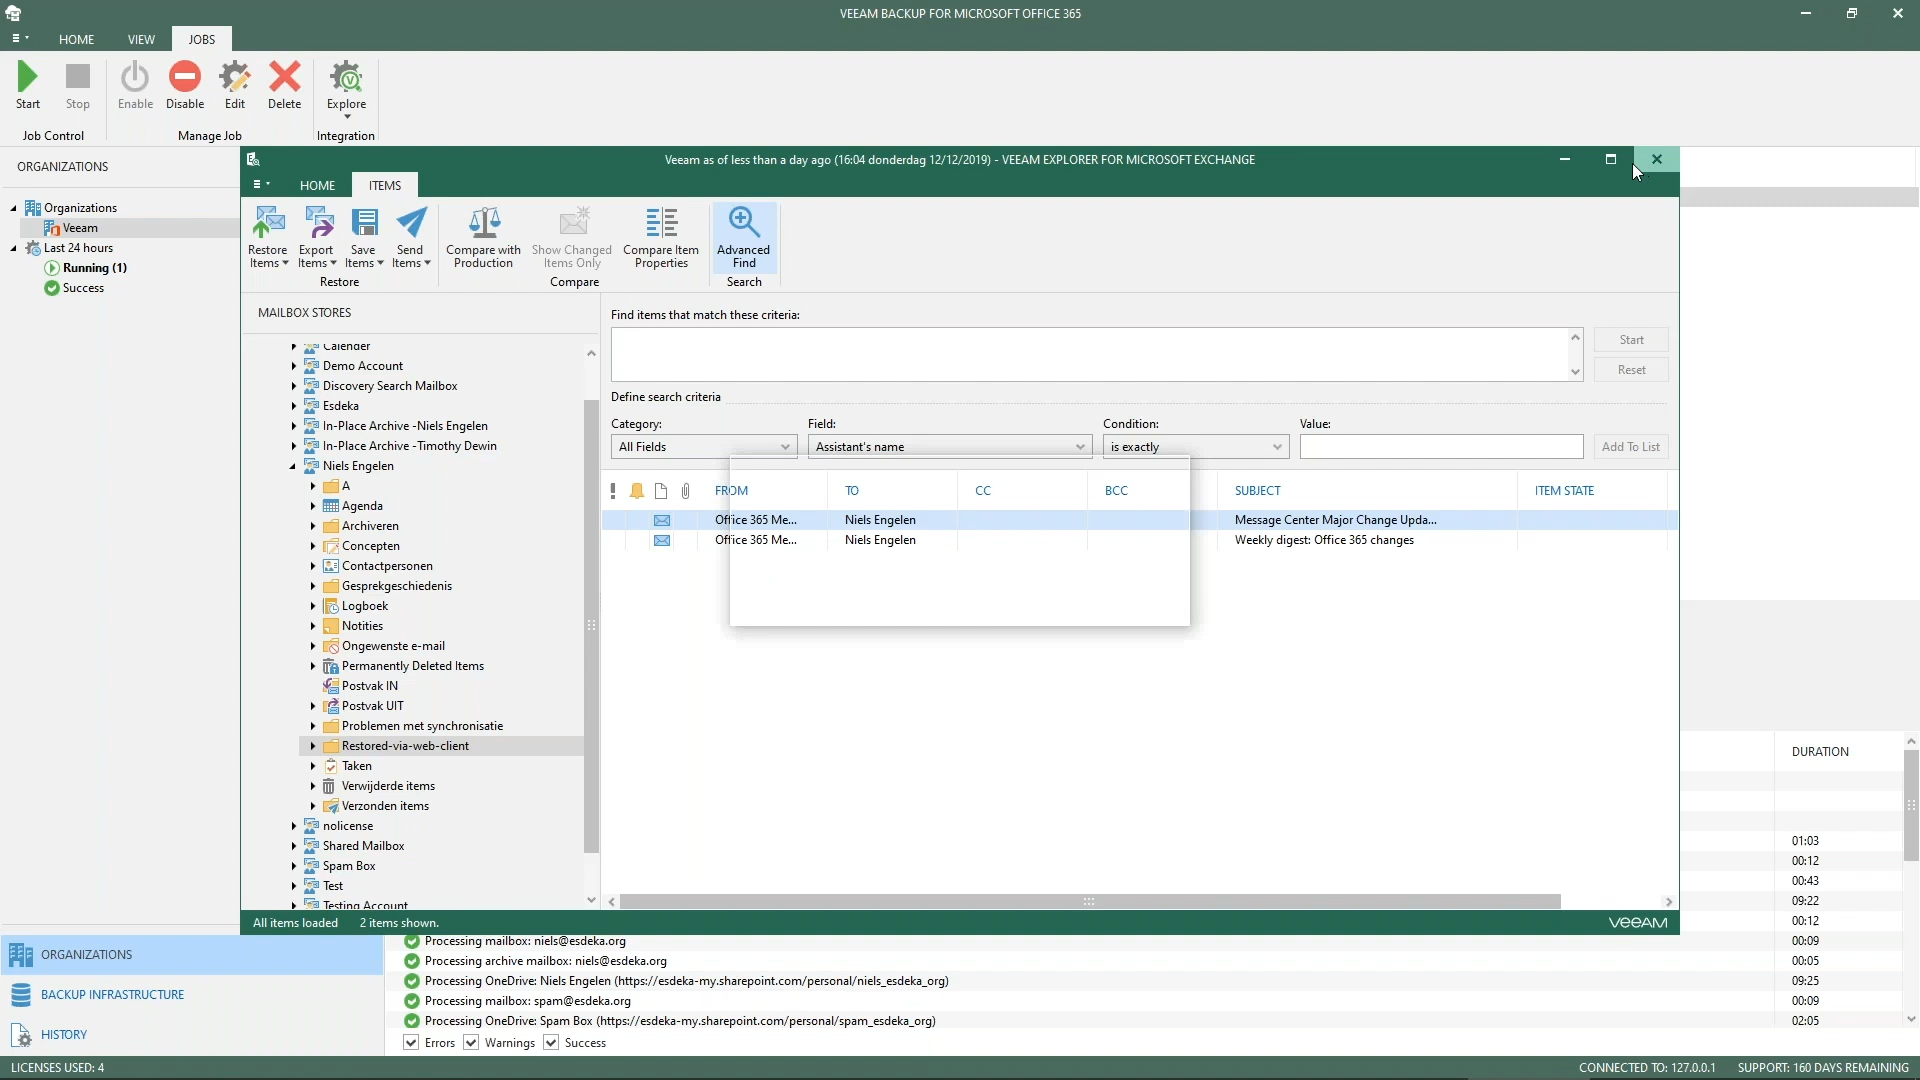 VEEAM BACKUP FOR MICROSOFT OFFICE 365
HOME VIEW JOBS
Start Stop Enable Disable Edit Delete Explore
Job Control Manage Job Integration
ORGANIZATIONS
Organizations
Veeam
Last 24 hours
Running (1)
Success
Veeam as of less than a day ago (16:04 donderdag 12/12/2019) - VEEAM EXPLORER FOR MICROSOFT EXCHANGE
HOME ITEMS
Restore Items Export Items Save Items Send Items Compare with Production Show Changed Items Only Compare Item Properties Advanced Find
Restore Compare Search
MAILBOX STORES
Calender
Demo Account
Discovery Search Mailbox
Esdeka
In-Place Archive -Niels Engelen
In-Place Archive -Timothy Dewin
Niels Engelen
A
Agenda
Archiveren
Concepten
Contactpersonen
Gesprekgeschiedenis
Logboek
Notities
Ongewenste e-mail
Permanently Deleted Items
Postvak IN
Postvak UIT
Problemen met synchronisatie
Restored-via-web-client
Taken
Verwijderde items
Verzonden items
nolicense
Shared Mailbox
Spam Box
Test
Testing Account
Find items that match these criteria:
Start
Reset
Define search criteria
Category: Field: Condition: Value:
All Fields Assistant's name is exactly Add To List
FROM TO CC BCC SUBJECT ITEM STATE
Office 365 Me... Niels Engelen Message Center Major Change Upda...
Office 365 Me... Niels Engelen Weekly digest: Office 365 changes
All items loaded 2 items shown. VEEAM
DURATION
01:03
00:12
00:43
09:22
00:12
Processing mailbox: niels@esdeka.org 00:09
Processing archive mailbox: niels@esdeka.org 00:05
Processing OneDrive: Niels Engelen (https://esdeka-my.sharepoint.com/personal/niels_esdeka_org) 09:25
Processing mailbox: spam@esdeka.org 00:09
Processing OneDrive: Spam Box (https://esdeka-my.sharepoint.com/personal/spam_esdeka_org) 02:05
Errors Warnings Success
ORGANIZATIONS
BACKUP INFRASTRUCTURE
HISTORY
LICENSES USED: 4 CONNECTED TO: 127.0.0.1 SUPPORT: 160 DAYS REMAINING